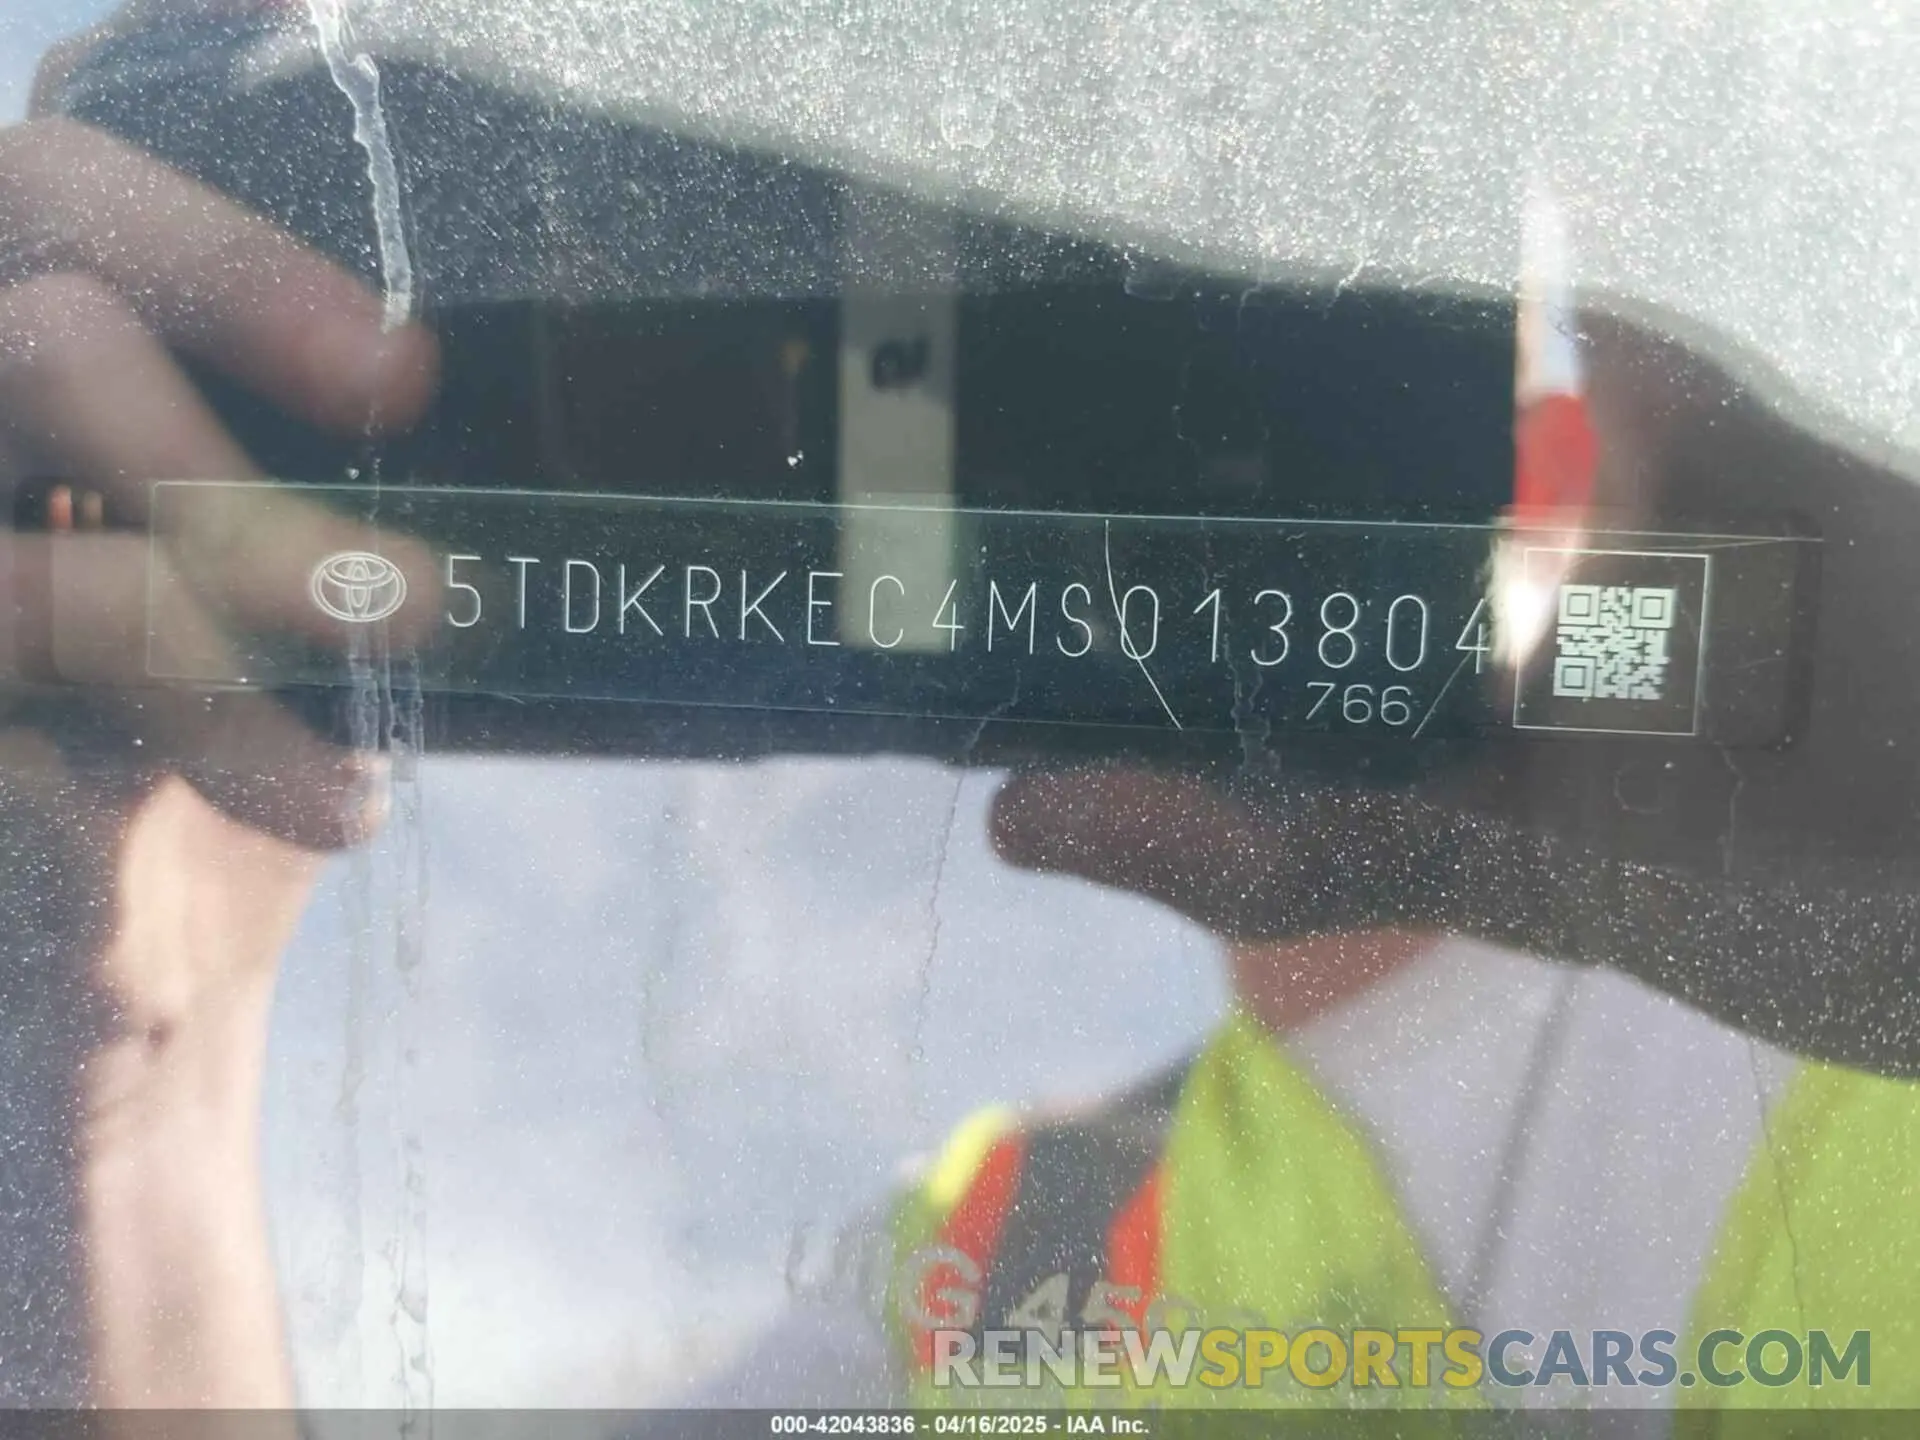 5TDKRKEC4MS013804
766
RENEWSPORTSCARS.COM
000-42043836 - 04/16/2025 - IAA Inc.